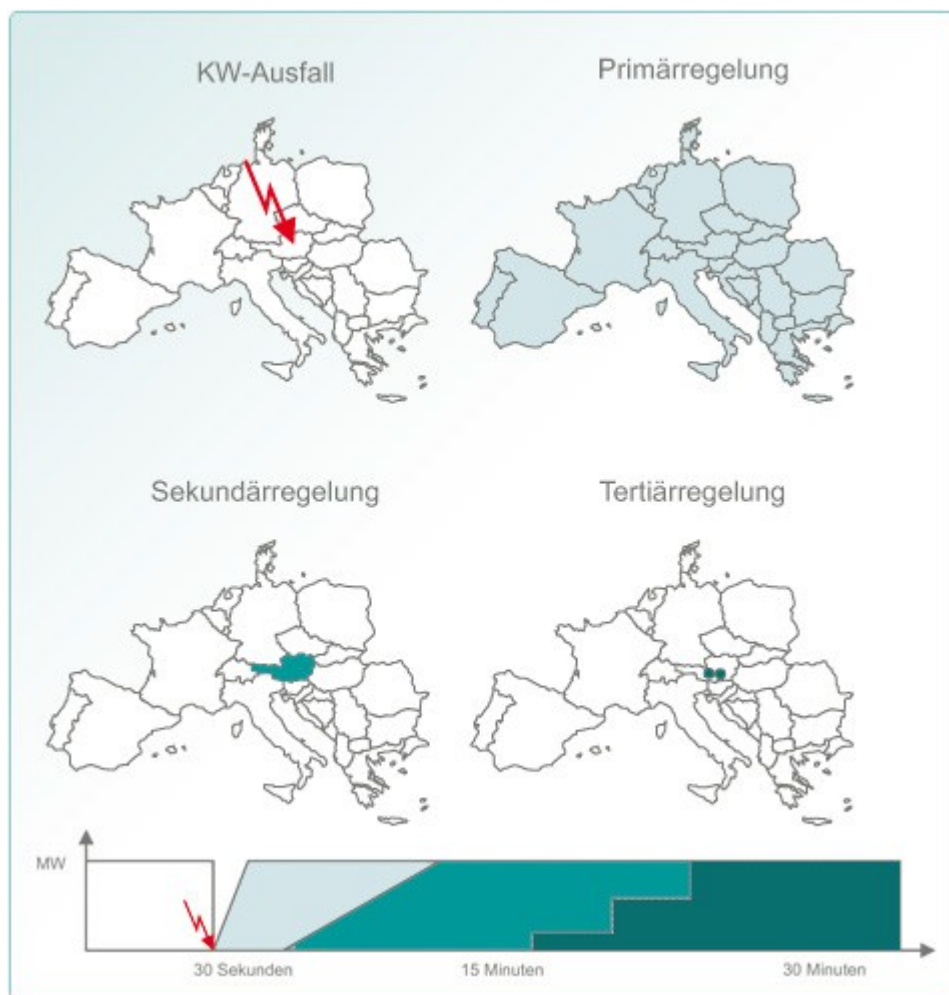 KW-Ausfall
Primärregelung
Sekundärregelung
Tertiärregelung
MW
30 Sekunden
15 Minuten
30 Minuten